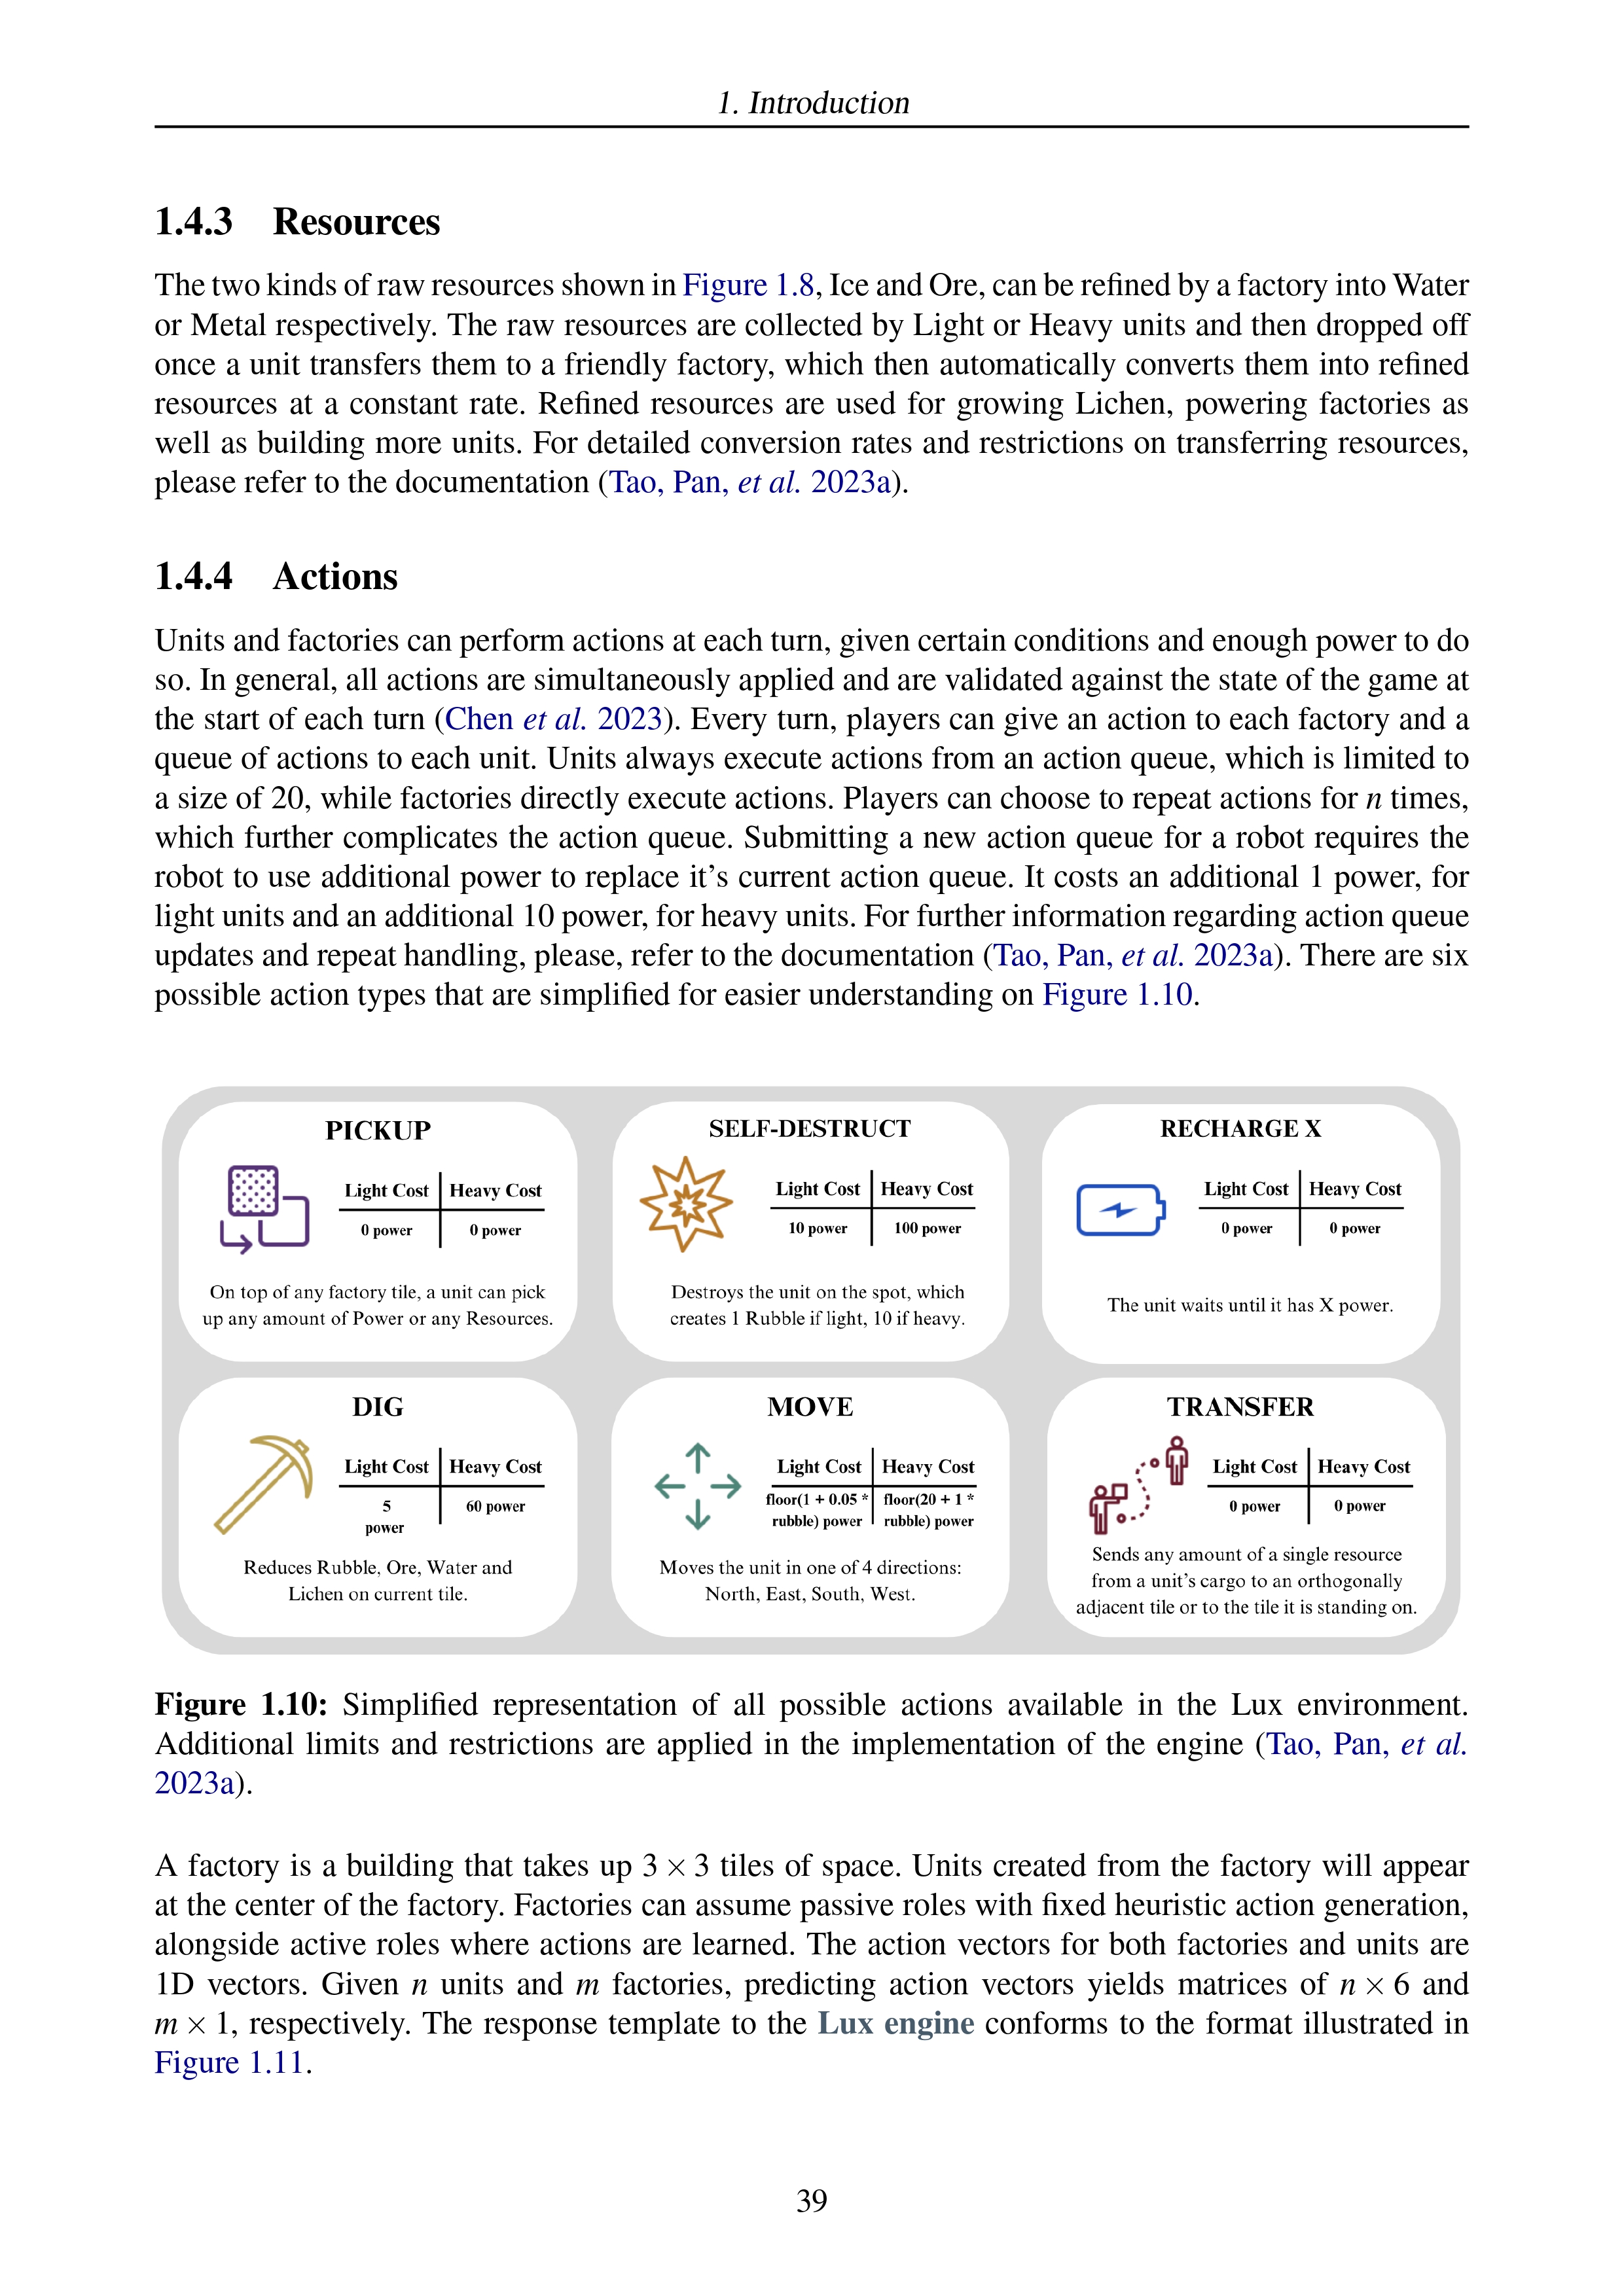 1. Introduction
1.4.3 Resources
The two kinds of raw resources shown in Figure 1.8, Ice and Ore, can be refined by a factory into Water
or Metal respectively. The raw resources are collected by Light or Heavy units and then dropped off
once a unit transfers them to a friendly factory, which then automatically converts them into refined
resources at a constant rate. Refined resources are used for growing Lichen, powering factories as
well as building more units. For detailed conversion rates and restrictions on transferring resources,
please refer to the documentation (Tao, Pan, et al. 2023a).
1.4.4 Actions
Units and factories can perform actions at each turn, given certain conditions and enough power to do
so. In general, all actions are simultaneously applied and are validated against the state of the game at
the start of each turn (Chen et al. 2023). Every turn, players can give an action to each factory and a
queue of actions to each unit. Units always execute actions from an action queue, which is limited to
a size of 20, while factories directly execute actions. Players can choose to repeat actions for n times,
which further complicates the action queue. Submitting a new action queue for a robot requires the
robot to use additional power to replace it's current action queue. It costs an additional 1 power, for
light units and an additional 10 power, for heavy units. For further information regarding action queue
updates and repeat handling, please, refer to the documentation (Tao, Pan, et al. 2023a). There are six
possible action types that are simplified for easier understanding on Figure 1.10.
PICKUP
Light Cost Heavy Cost
0 power 0 power
On top of any factory tile, a unit can pick
up any amount of Power or any Resources.
SELF-DESTRUCT
Light Cost Heavy Cost
10 power 100 power
Destroys the unit on the spot, which
creates 1 Rubble if light, 10 if heavy.
RECHARGE X
Light Cost Heavy Cost
0 power 0 power
The unit waits until it has X power.
DIG
Light Cost Heavy Cost
5 60 power
power
Reduces Rubble, Ore, Water and
Lichen on current tile.
MOVE
Light Cost Heavy Cost
floor(1 + 0.05 * floor(20 + 1 *
rubble) power rubble) power
Moves the unit in one of 4 directions:
North, East, South, West.
TRANSFER
Light Cost Heavy Cost
0 power 0 power
Sends any amount of a single resource
from a unit's cargo to an orthogonally
adjacent tile or to the tile it is standing on.
Figure 1.10: Simplified representation of all possible actions available in the Lux environment.
Additional limits and restrictions are applied in the implementation of the engine (Tao, Pan, et al.
2023a).
A factory is a building that takes up 3 × 3 tiles of space. Units created from the factory will appear
at the center of the factory. Factories can assume passive roles with fixed heuristic action generation,
alongside active roles where actions are learned. The action vectors for both factories and units are
1D vectors. Given n units and m factories, predicting action vectors yields matrices of n × 6 and
m × 1, respectively. The response template to the Lux engine conforms to the format illustrated in
Figure 1.11.
39